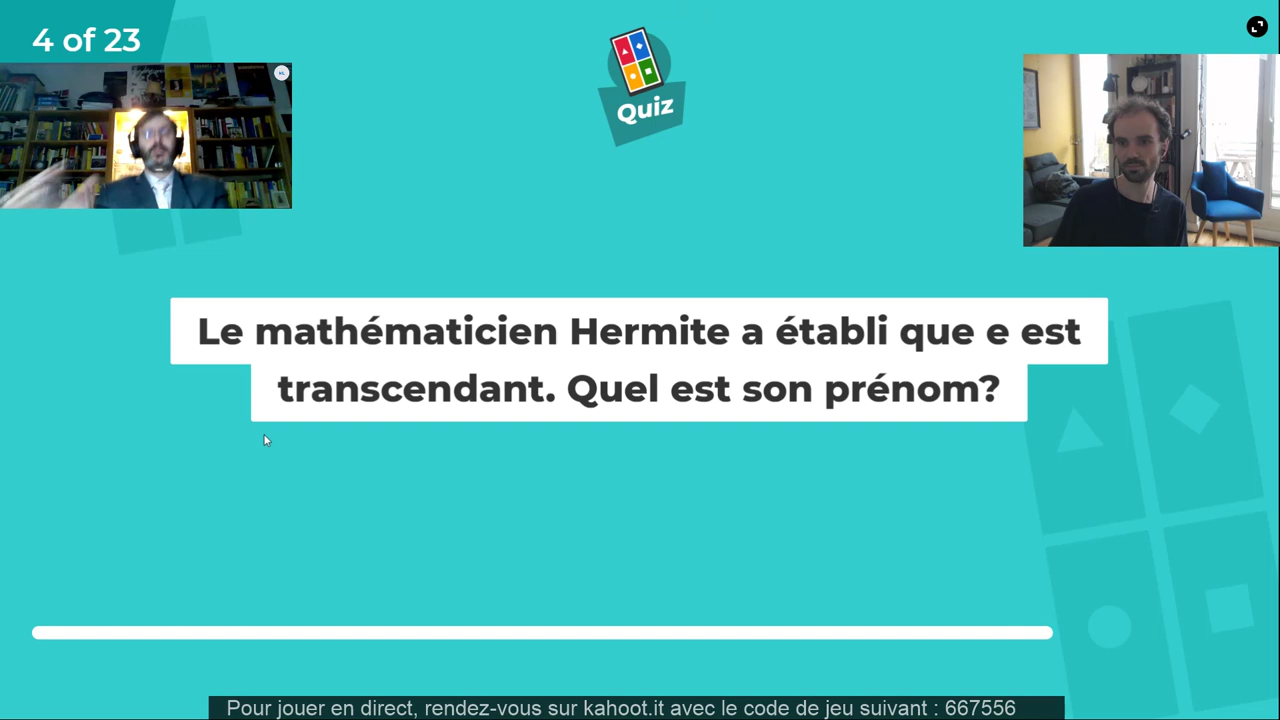 4 of 23
Quiz
Le mathématicien Hermite a établi que e est
transcendant. Quel est son prénom?
Pour jouer en direct, rendez-vous sur kahoot.it avec le code de jeu suivant : 667556